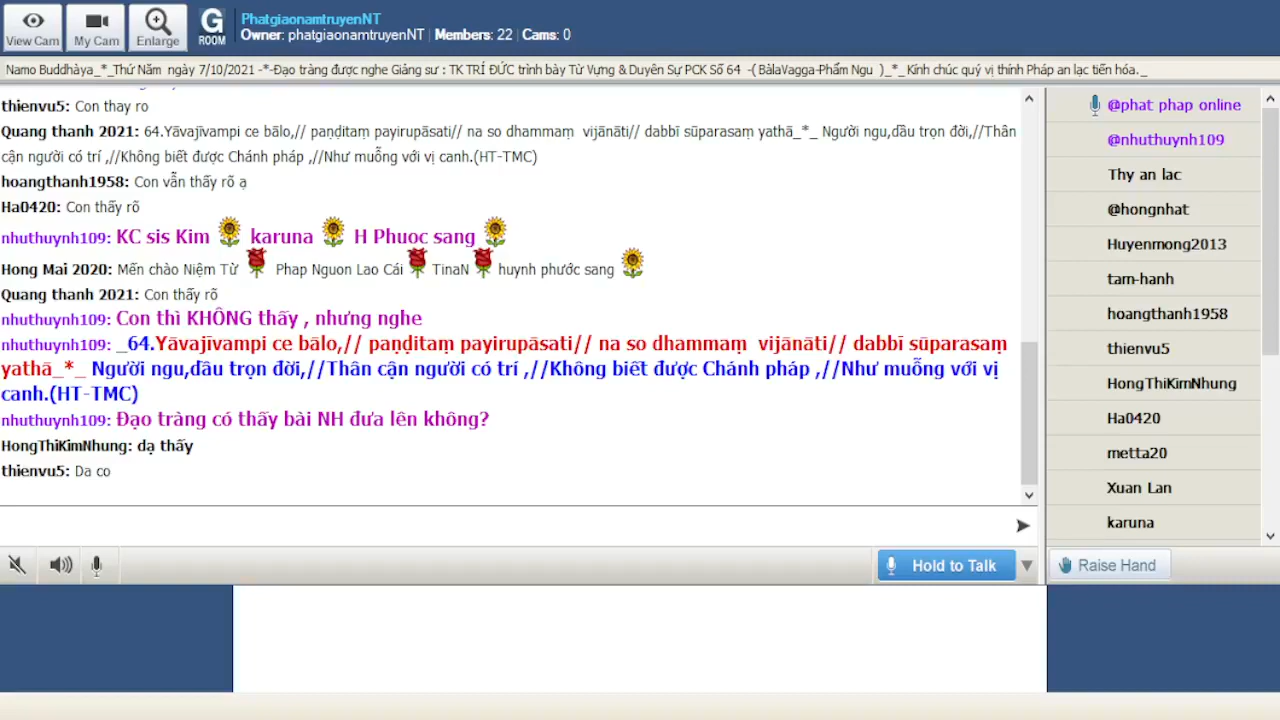 View Cam
My Cam
Enlarge
G
ROOM
PhatgiaonamtruyenNT
Owner: phatgiaonamtruyenNT | Members: 22 | Cams: 0
Namo Buddhàya_*_Thứ Năm ngày 7/10/2021 -*-Đạo tràng được nghe Giảng sư : TK TRÍ ĐỨC trình bày Từ Vựng & Duyên Sự PCK Số 64 -( BàlaVagga-Phẩm Ngu )_*_ Kính chúc quý vị thính Pháp an lạc tiến hóa._
thienvu5: Con thay ro
Quang thanh 2021: 64.Yāvajīvampi ce bālo,// paṇḍitaṃ payirupāsati// na so dhammaṃ vijānāti// dabbī sūparasaṃ yathā_*_ Người ngu,dầu trọn đời,//Thân
cận người có trí ,//Không biết được Chánh pháp ,//Như muỗng với vị canh.(HT-TMC)
hoangthanh1958: Con vẫn thấy rõ ạ
Ha0420: Con thấy rõ
nhuthuynh109: KC sis Kim karuna H Phuoc sang
Hong Mai 2020: Mến chào Niệm Từ Phap Nguon Lao Cái TinaN huynh phước sang
Quang thanh 2021: Con thấy rõ
nhuthuynh109: Con thì KHÔNG thấy , nhưng nghe
nhuthuynh109: _64.Yāvajīvampi ce bālo,// paṇḍitaṃ payirupāsati// na so dhammaṃ vijānāti// dabbī sūparasaṃ
yathā_*_ Người ngu,dầu trọn đời,//Thân cận người có trí ,//Không biết được Chánh pháp ,//Như muỗng với vị
canh.(HT-TMC)
nhuthuynh109: Đạo tràng có thấy bài NH đưa lên không?
HongThiKimNhung: dạ thấy
thienvu5: Da co
Hold to Talk
@phat phap online
@nhuthuynh109
Thy an lac
@hongnhat
Huyenmong2013
tam-hanh
hoangthanh1958
thienvu5
HongThiKimNhung
Ha0420
metta20
Xuan Lan
karuna
Raise Hand